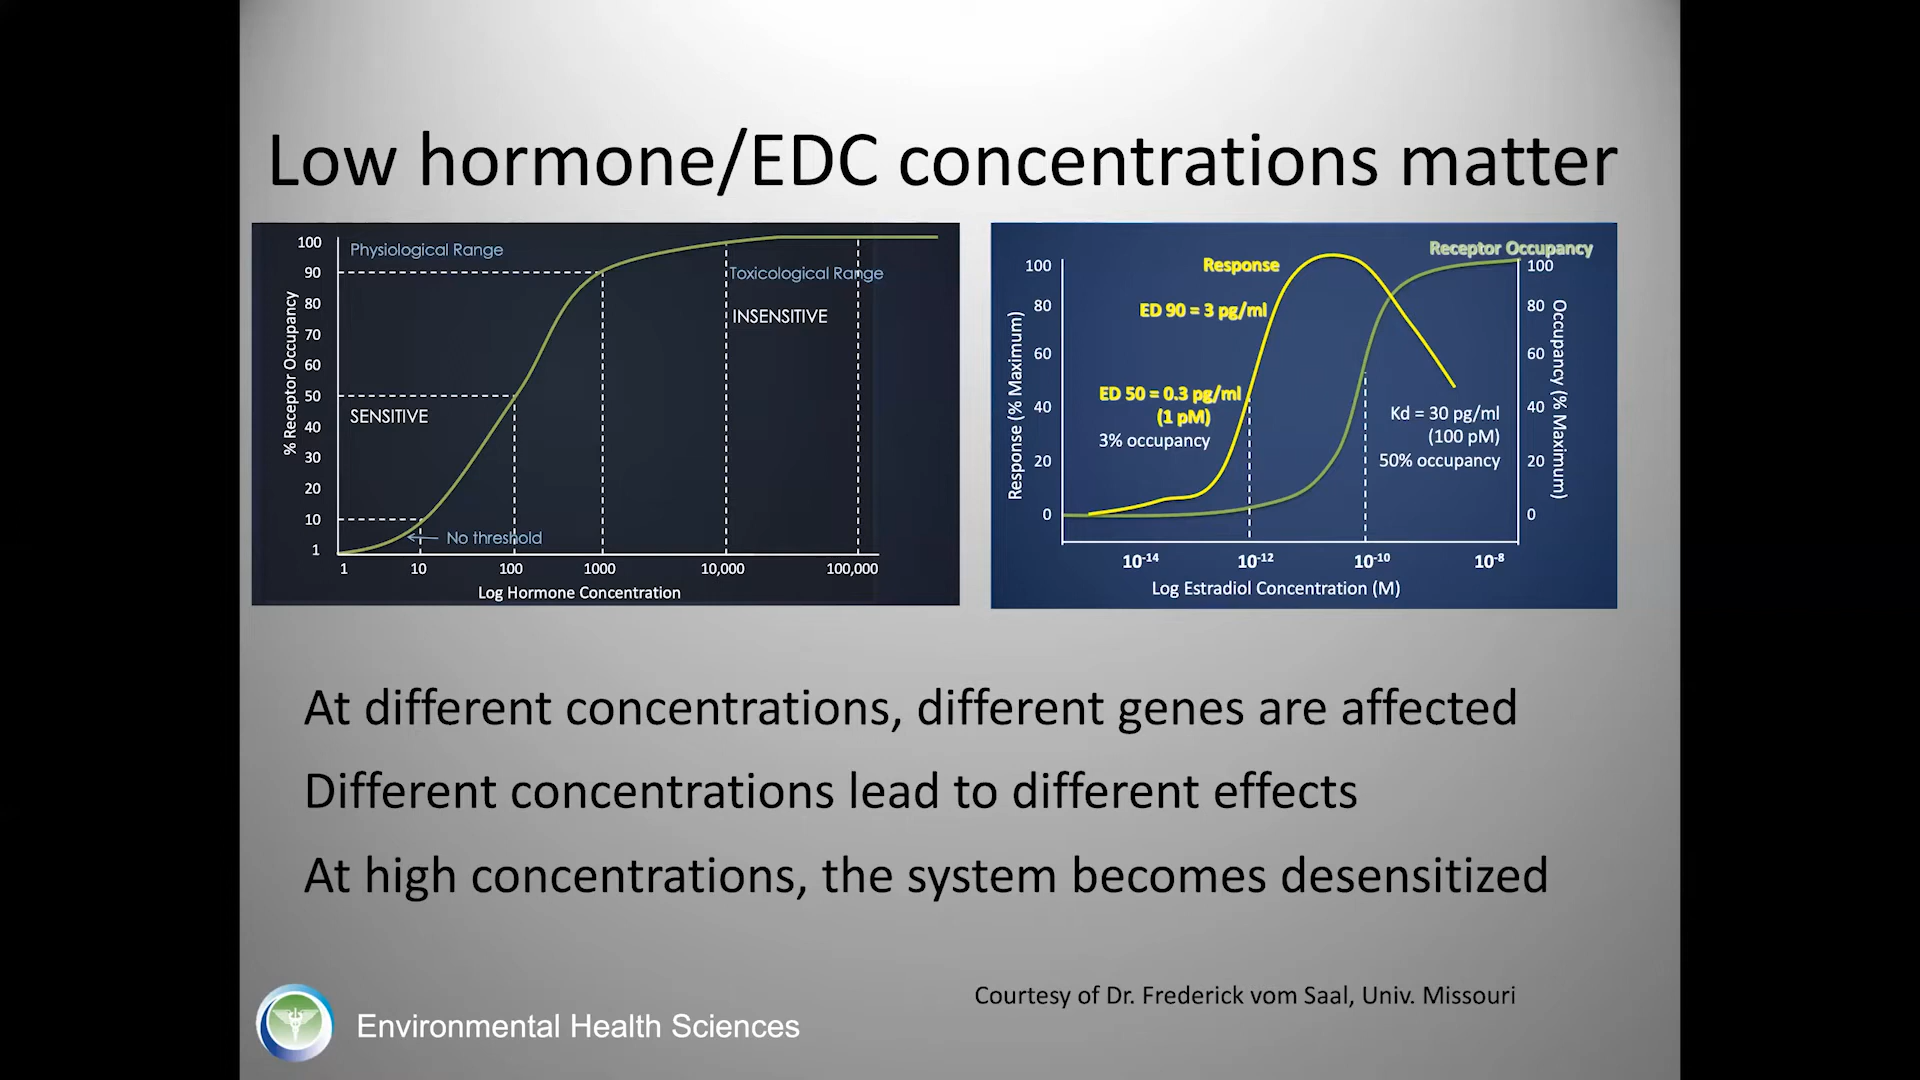 Low hormone/EDC concentrations matter
% Receptor Occupancy
100
90
80
70
60
50
40
30
20
10
1
Physiological Range
Toxicological Range
INSENSITIVE
SENSITIVE
No threshold
1 10 100 1000 10,000 100,000
Log Hormone Concentration
Response (% Maximum)
100
80
60
40
20
0
Response
Receptor Occupancy
ED 90 = 3 pg/ml
ED 50 = 0.3 pg/ml
(1 pM)
3% occupancy
Kd = 30 pg/ml
(100 pM)
50% occupancy
100
80
60
40
20
0
Occupancy (% Maximum)
10⁻¹⁴ 10⁻¹² 10⁻¹⁰ 10⁻⁸
Log Estradiol Concentration (M)
At different concentrations, different genes are affected
Different concentrations lead to different effects
At high concentrations, the system becomes desensitized
Courtesy of Dr. Frederick vom Saal, Univ. Missouri
Environmental Health Sciences